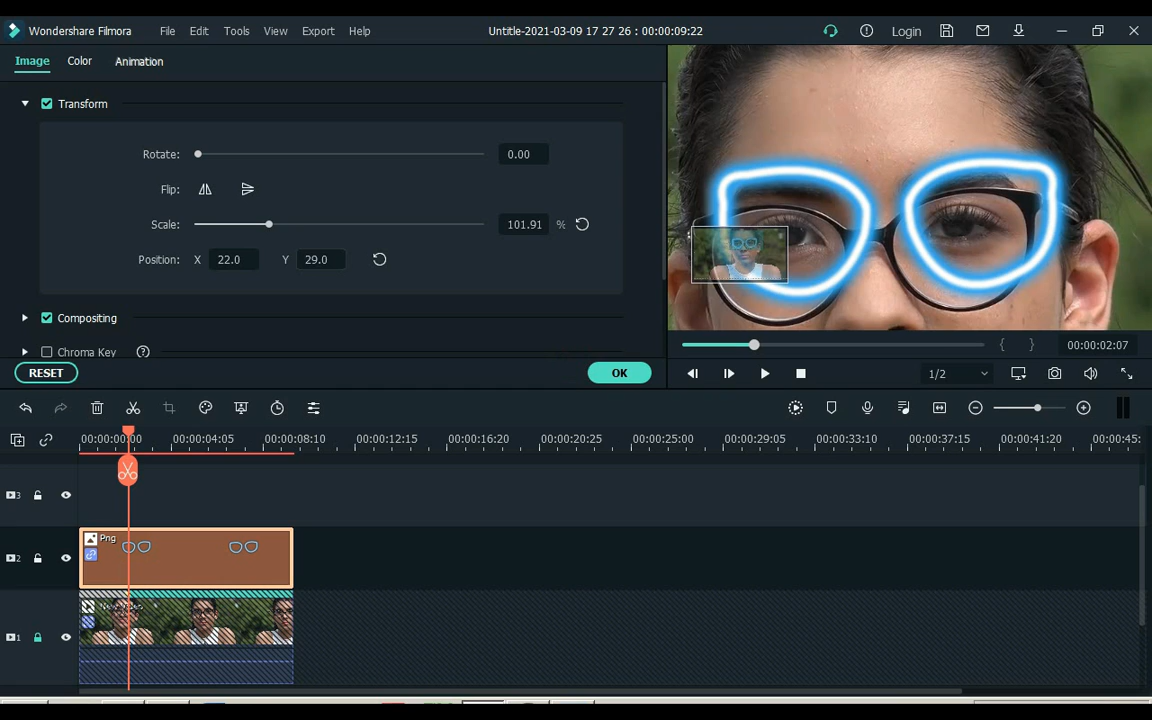 Wondershare Filmora File Edit Tools View Export Help Untitle-2021-03-09 17 27 26 : 00:00:09:22 Login
Image Color Animation
Transform
Rotate: 0.00
Flip:
Scale: 101.91 %
Position: X 22.0 Y 29.0
Compositing
Chroma Key
RESET OK
{ } 00:00:02:07
1/2
00:00:00:00 00:00:04:05 00:00:08:10 00:00:12:15 00:00:16:20 00:00:20:25 00:00:25:00 00:00:29:05 00:00:33:10 00:00:37:15 00:00:41:20 00:00:45:
3
Png
2
1